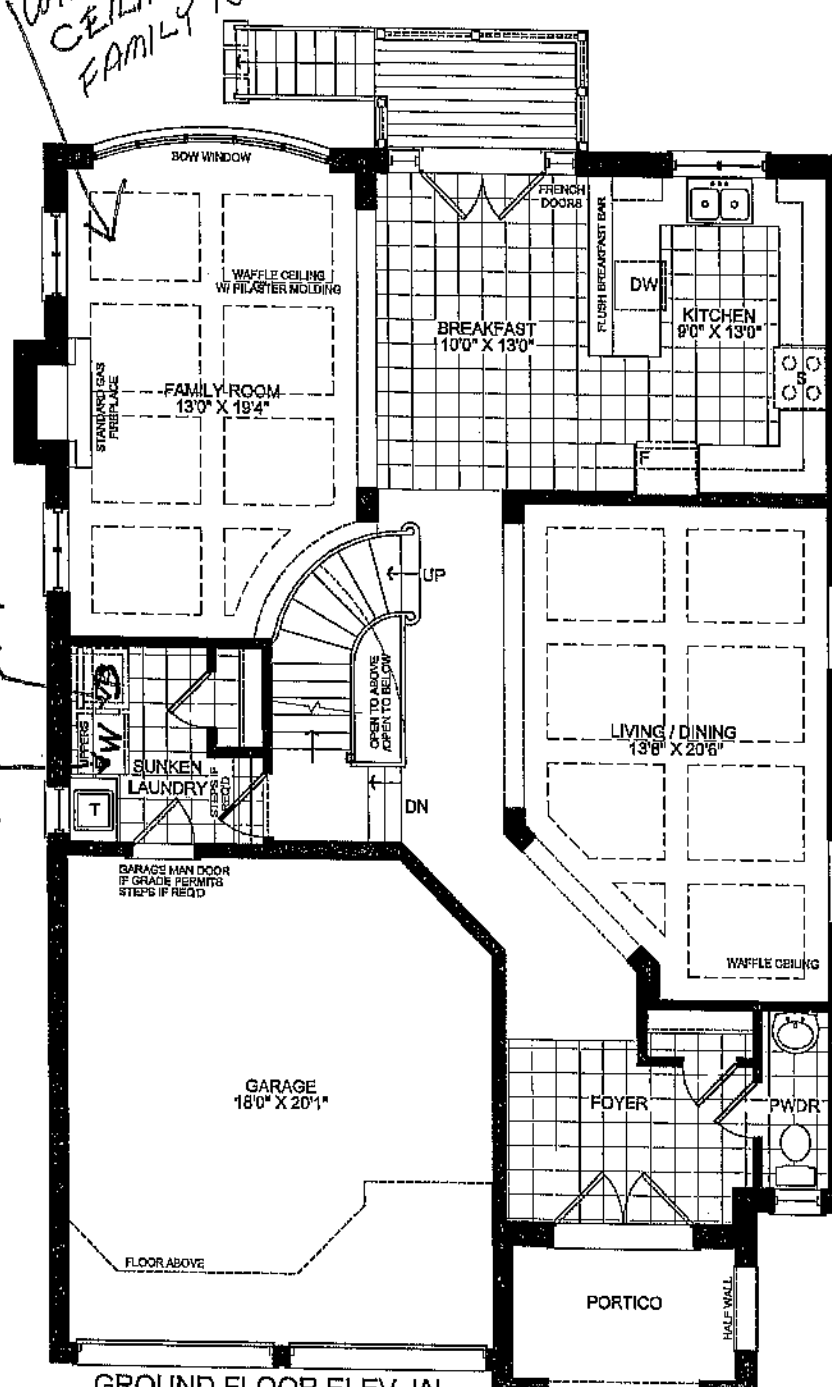 CEILING
FAMILY
BOW WINDOW
FRENCH
DOORS
FLUSH BREAKFAST BAR
WAFFLE CEILING
W/ PILASTER MOLDING
DW
BREAKFAST
10'0" X 13'0"
KITCHEN
9'0" X 13'0"
S
STANDARD GAS
FIREPLACE
FAMILY ROOM
13'0" X 19'4"
F
UP
OPEN TO ABOVE
/OPEN TO BELOW
LIVING / DINING
13'6" X 20'6"
UPPERS
W
SUNKEN
LAUNDRY
STEPS IF
REQ'D
T
DN
GARAGE MAN DOOR
IF GRADE PERMITS
STEPS IF REQ'D
WAFFLE CEILING
GARAGE
18'0" X 20'1"
FOYER
PWDR
FLOOR ABOVE
PORTICO
HALF WALL
GROUND FLOOR ELEV. 'A'